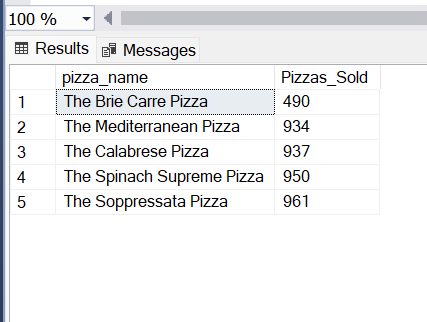 100 %
Results Messages
pizza_name Pizzas_Sold
1 The Brie Carre Pizza 490
2 The Mediterranean Pizza 934
3 The Calabrese Pizza 937
4 The Spinach Supreme Pizza 950
5 The Soppressata Pizza 961